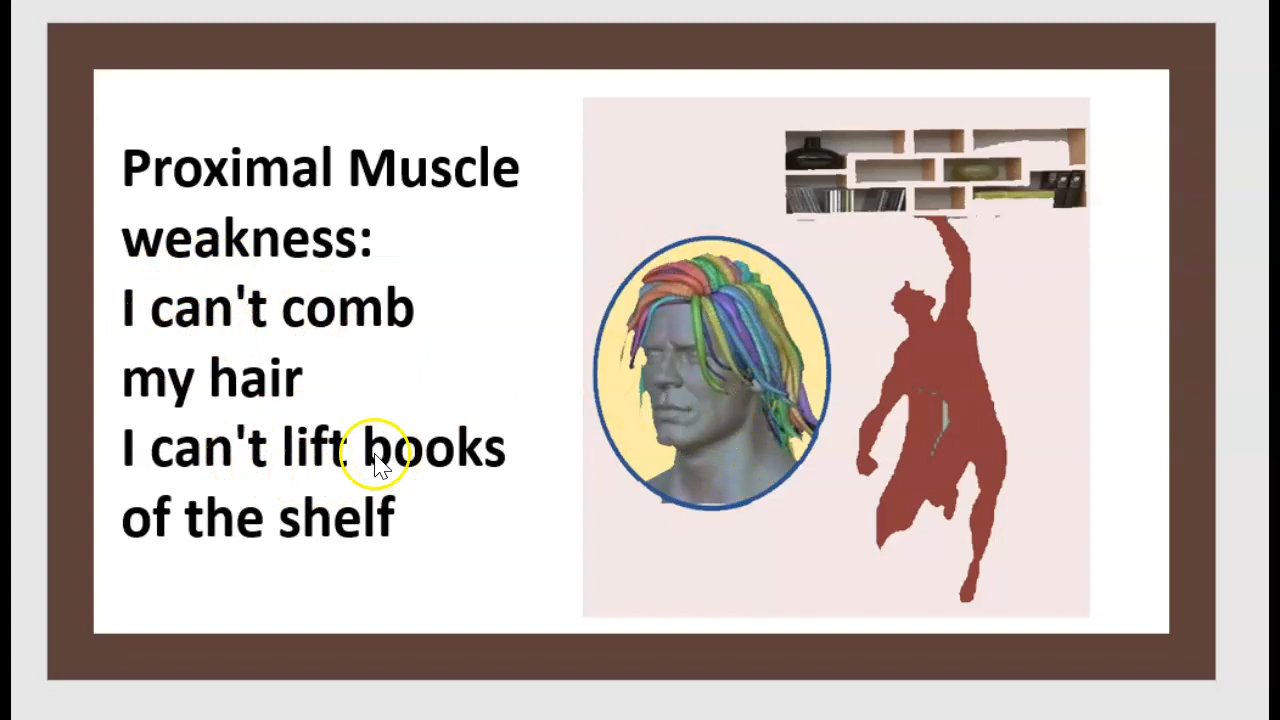 Proximal Muscle
weakness:
I can't comb
my hair
I can't lift books
of the shelf